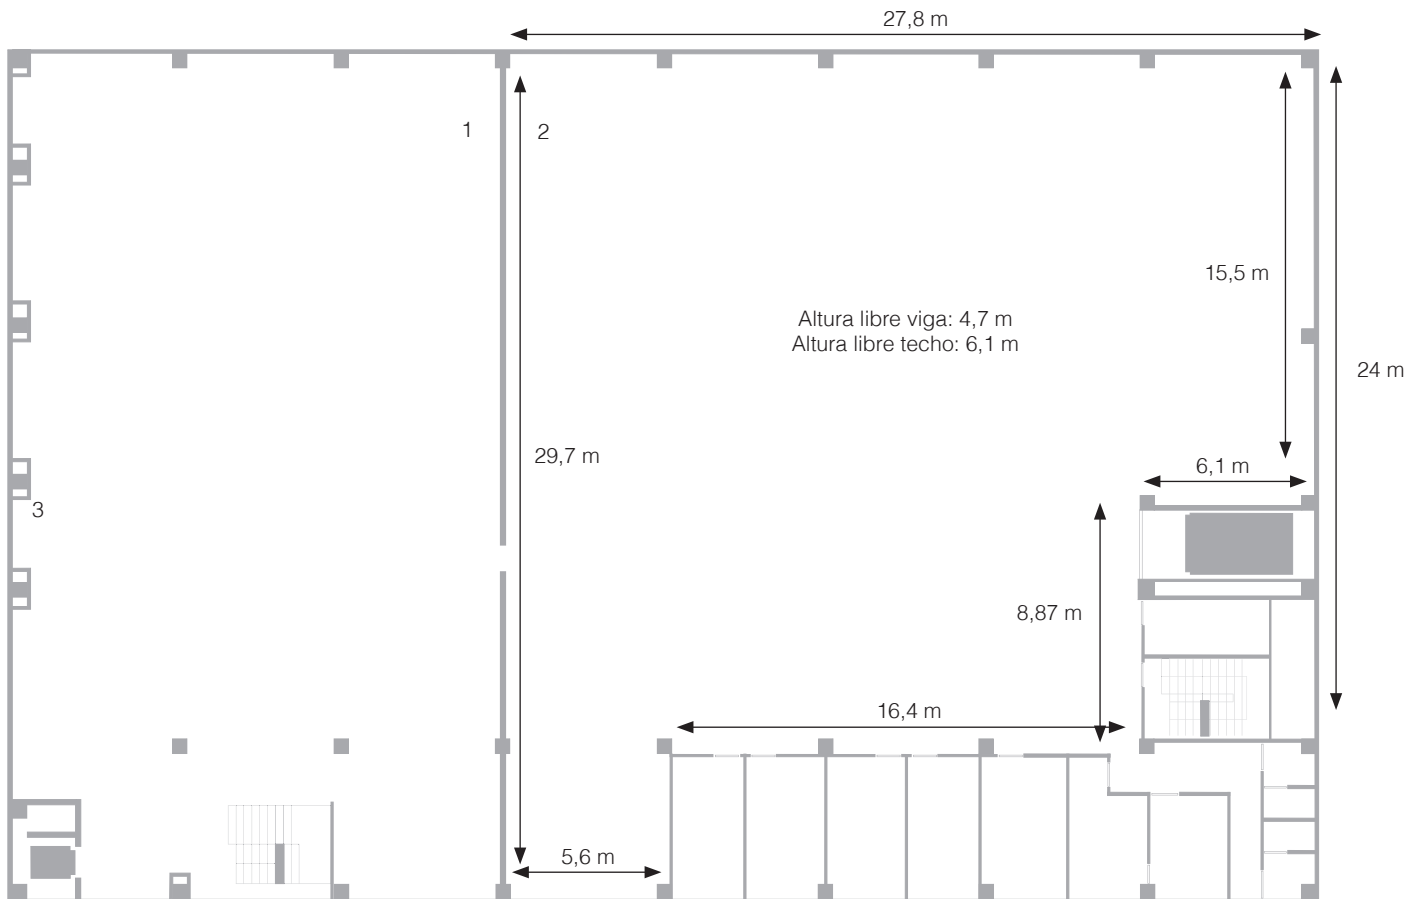 27,8 m
1
2
15,5 m
Altura libre viga: 4,7 m
Altura libre techo: 6,1 m
24 m
29,7 m
6,1 m
3
8,87 m
16,4 m
5,6 m